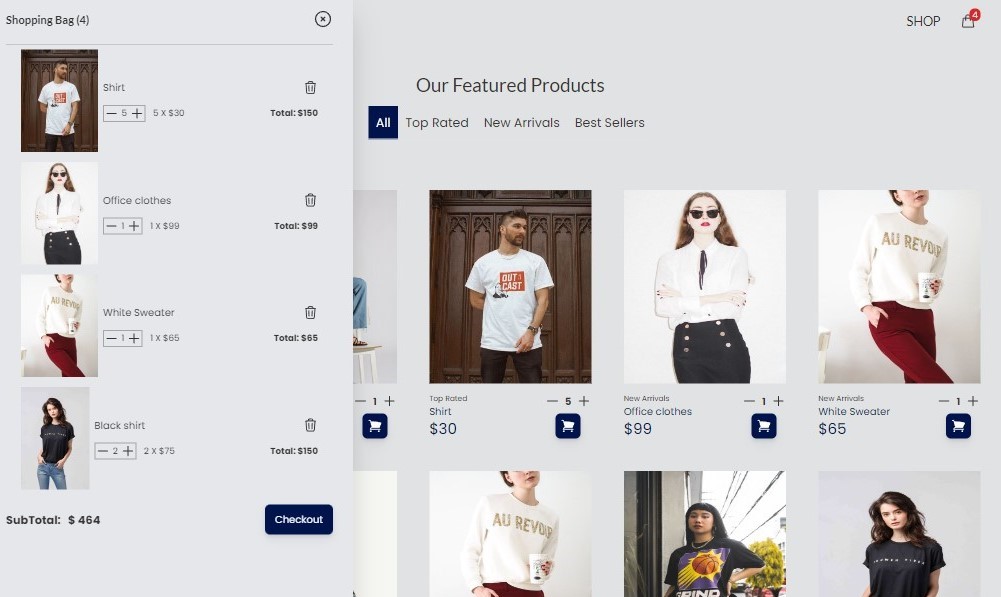 Shopping Bag (4)
Shirt
5
5 X $30
Total: $150
Office clothes
1
1 X $99
Total: $99
White Sweater
1
1 X $65
Total: $65
Black shirt
2
2 X $75
Total: $150
SubTotal: $ 464
Checkout
SHOP
4
Our Featured Products
All Top Rated New Arrivals Best Sellers
OUT
CAST
AU REVOIR
1
Top Rated
5
Shirt
$30
New Arrivals
1
Office clothes
$99
New Arrivals
1
White Sweater
$65
AU REVOIR
GRIND